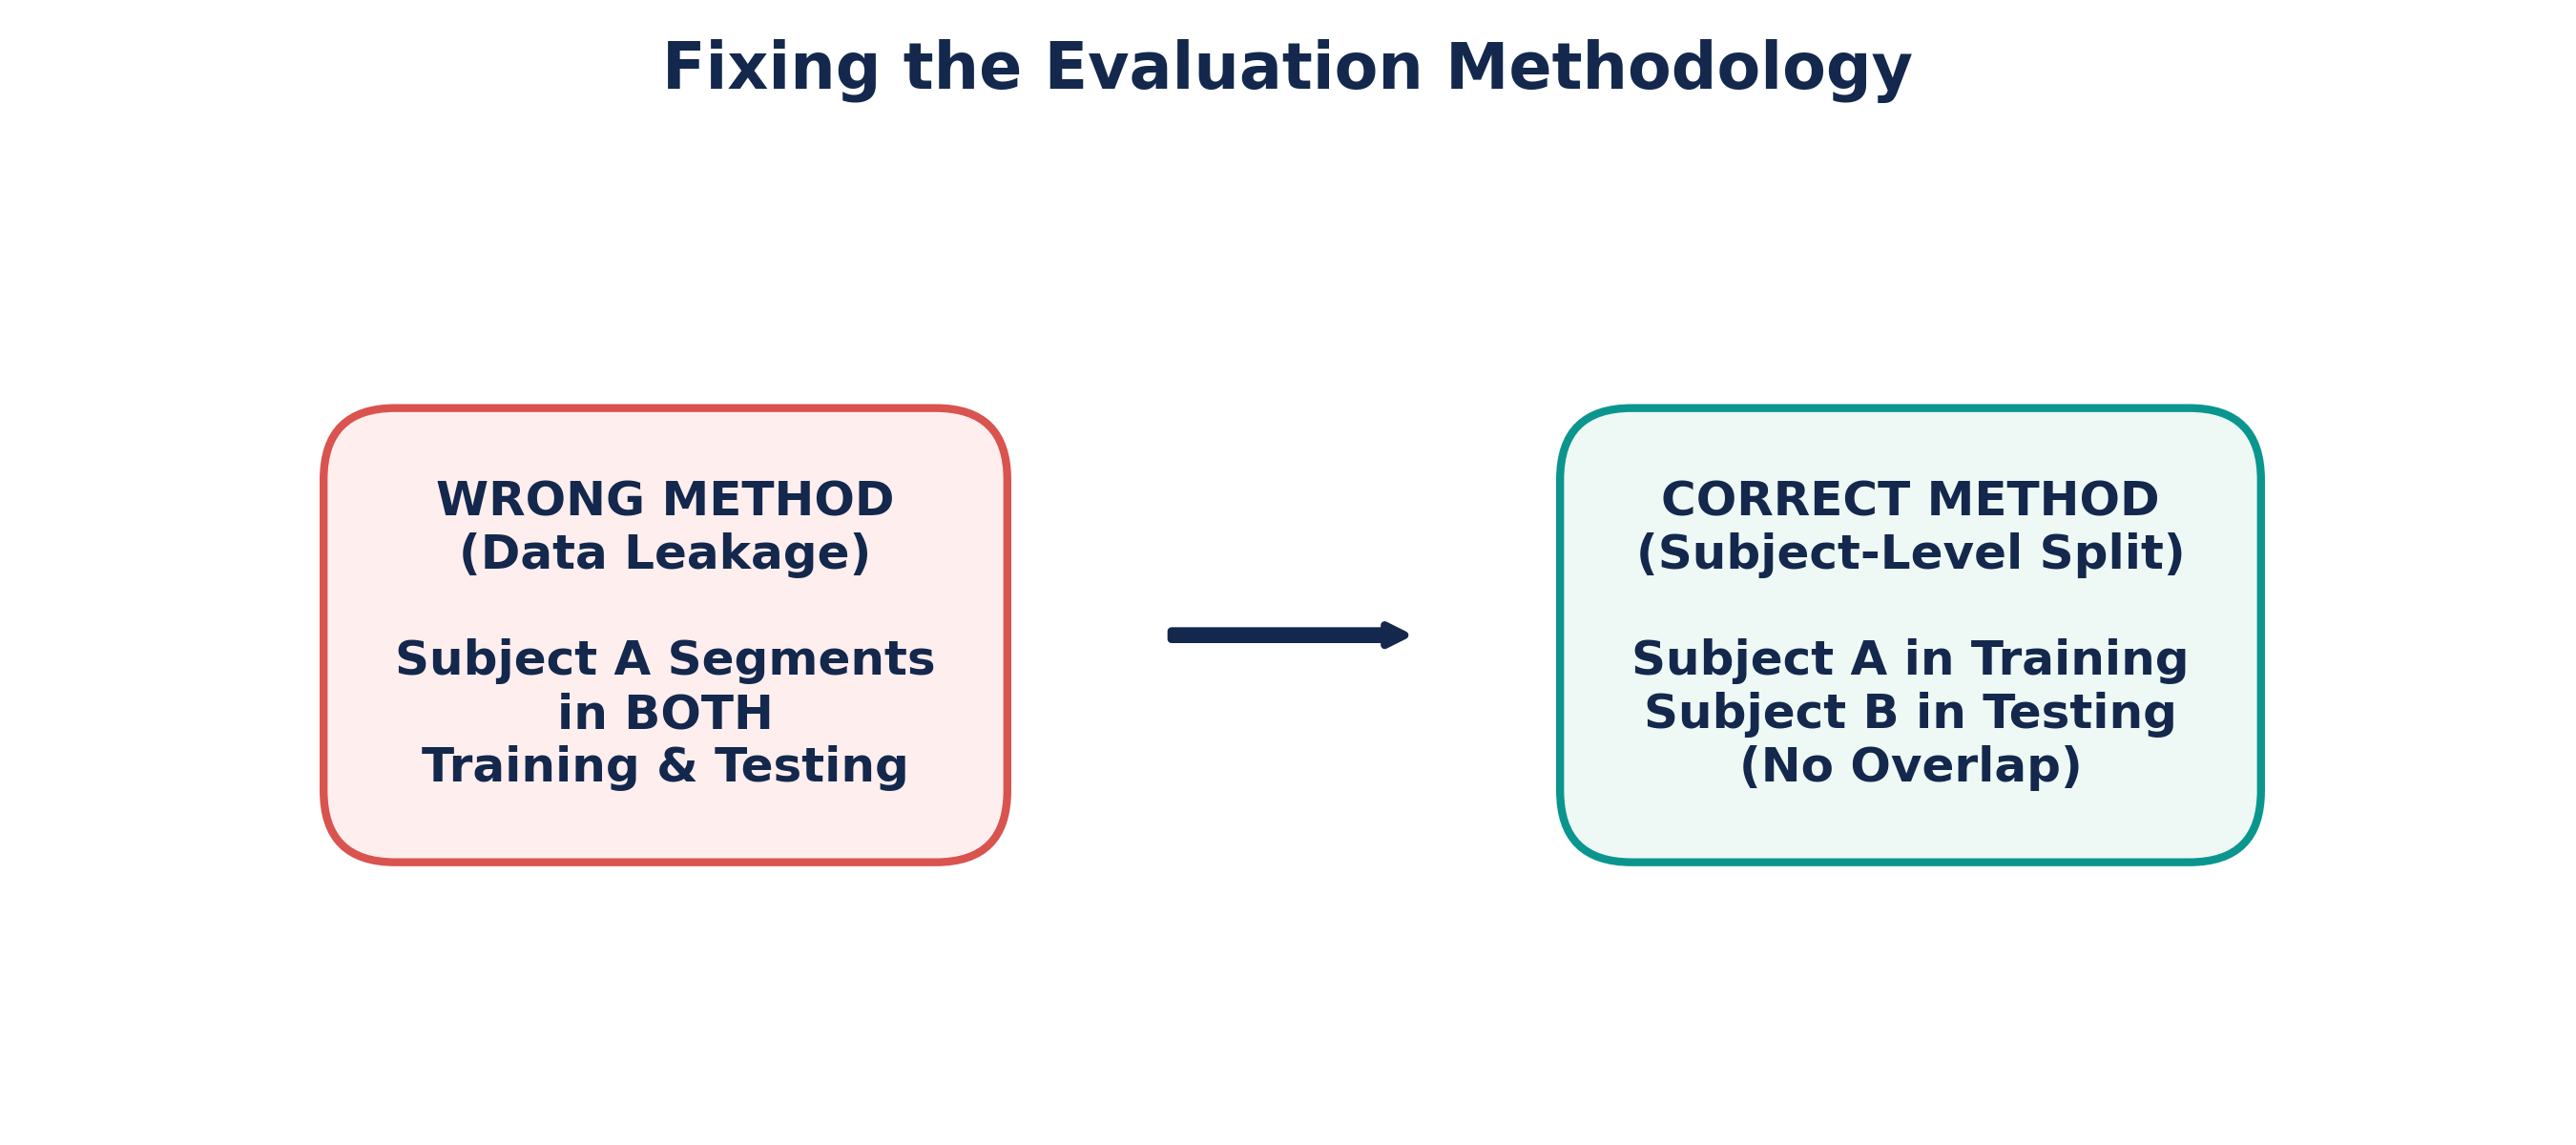 Fixing the Evaluation Methodology
WRONG METHOD
(Data Leakage)
Subject A Segments
in BOTH
Training & Testing
CORRECT METHOD
(Subject-Level Split)
Subject A in Training
Subject B in Testing
(No Overlap)